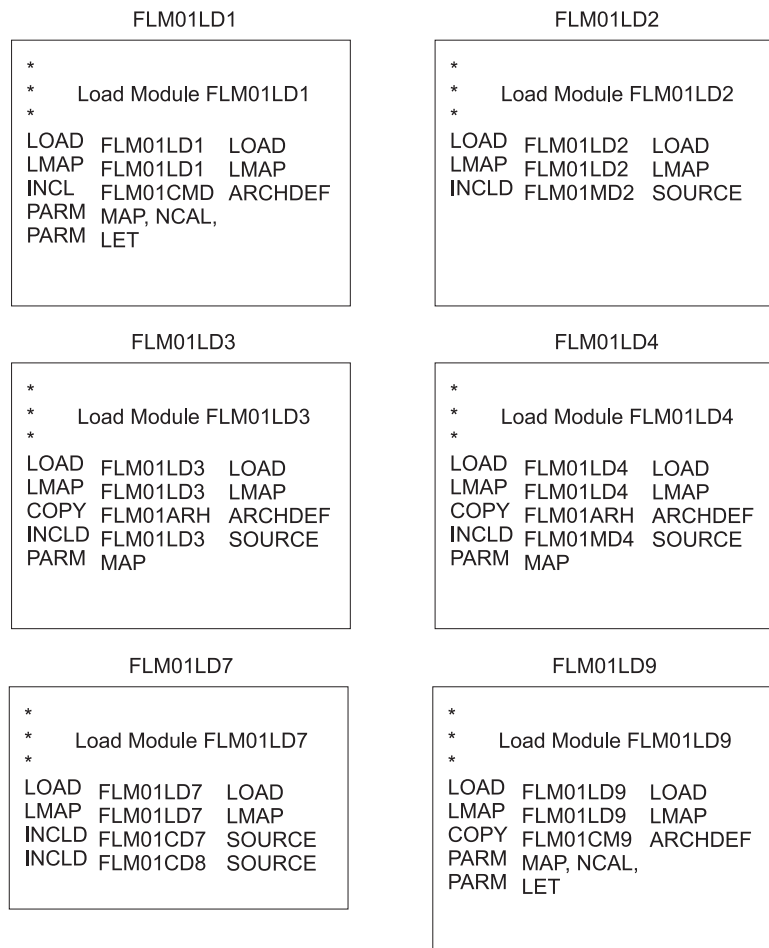 FLM01LD1
*
* Load Module FLM01LD1
*
LOAD FLM01LD1 LOAD
LMAP FLM01LD1 LMAP
INCL FLM01CMD ARCHDEF
PARM MAP, NCAL,
PARM LET
FLM01LD2
*
* Load Module FLM01LD2
*
LOAD FLM01LD2 LOAD
LMAP FLM01LD2 LMAP
INCLD FLM01MD2 SOURCE
FLM01LD3
*
* Load Module FLM01LD3
*
LOAD FLM01LD3 LOAD
LMAP FLM01LD3 LMAP
COPY FLM01ARH ARCHDEF
INCLD FLM01LD3 SOURCE
PARM MAP
FLM01LD4
*
* Load Module FLM01LD4
*
LOAD FLM01LD4 LOAD
LMAP FLM01LD4 LMAP
COPY FLM01ARH ARCHDEF
INCLD FLM01MD4 SOURCE
PARM MAP
FLM01LD7
*
* Load Module FLM01LD7
*
LOAD FLM01LD7 LOAD
LMAP FLM01LD7 LMAP
INCLD FLM01CD7 SOURCE
INCLD FLM01CD8 SOURCE
FLM01LD9
*
* Load Module FLM01LD9
*
LOAD FLM01LD9 LOAD
LMAP FLM01LD9 LMAP
COPY FLM01CM9 ARCHDEF
PARM MAP, NCAL,
PARM LET